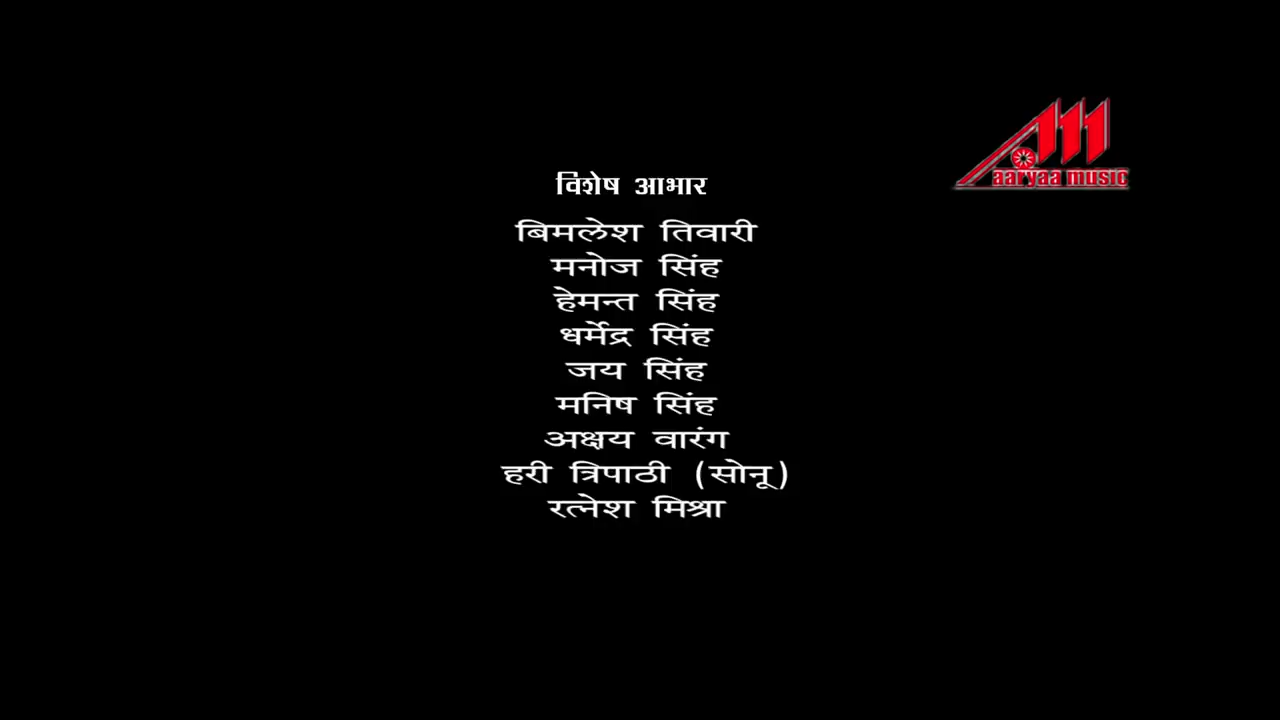 विशेष आभार
बिमलेश तिवारी
मनोज सिंह
हेमन्त सिंह
धर्मेद्र सिंह
जय सिंह
मनिष सिंह
अक्षय वारंग
हरी त्रिपाठी (सोनू)
रत्नेश मिश्रा
aaryaa music